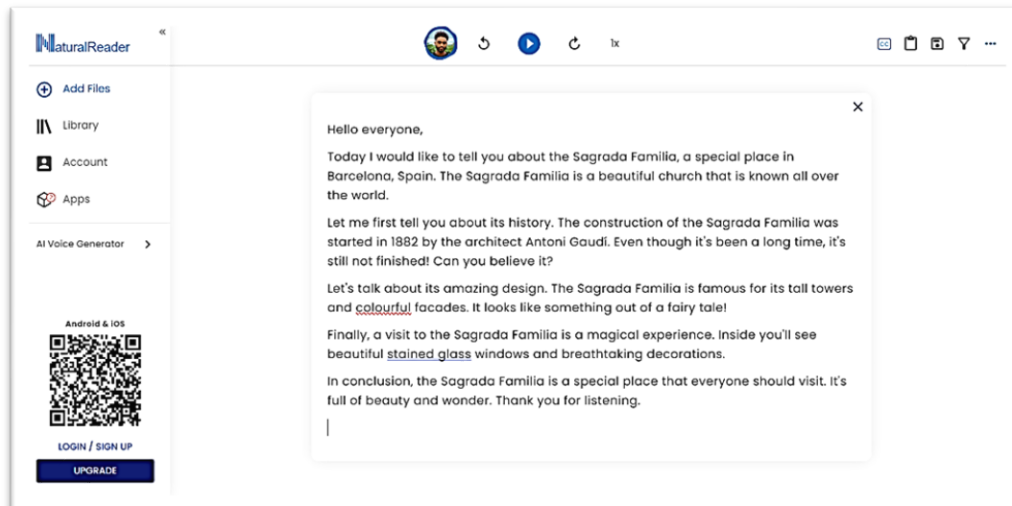 NaturalReader
«
1x
CC
Add Files
Library
Account
Apps
AI Voice Generator
Hello everyone,
Today I would like to tell you about the Sagrada Familia, a special place in
Barcelona, Spain. The Sagrada Familia is a beautiful church that is known all over
the world.
Let me first tell you about its history. The construction of the Sagrada Familia was
started in 1882 by the architect Antoni Gaudí. Even though it's been a long time, it's
still not finished! Can you believe it?
Let's talk about its amazing design. The Sagrada Familia is famous for its tall towers
and colourful facades. It looks like something out of a fairy tale!
Finally, a visit to the Sagrada Familia is a magical experience. Inside you'll see
beautiful stained glass windows and breathtaking decorations.
In conclusion, the Sagrada Familia is a special place that everyone should visit. It's
full of beauty and wonder. Thank you for listening.
Android & iOS
LOGIN / SIGN UP
UPGRADE